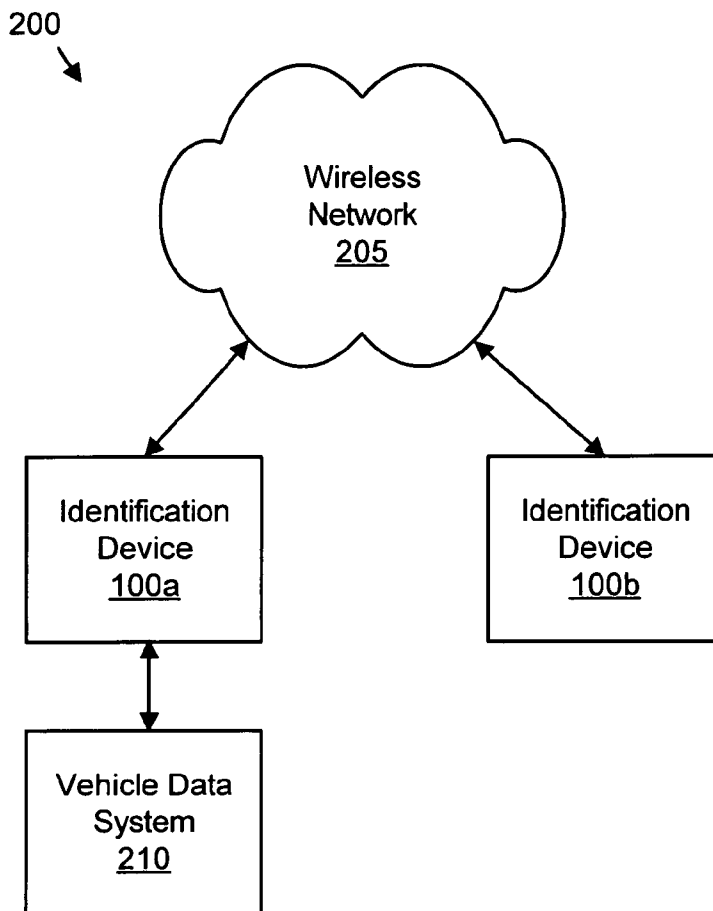 200
Wireless
Network
205
Identification
Device
100a
Identification
Device
100b
Vehicle Data
System
210